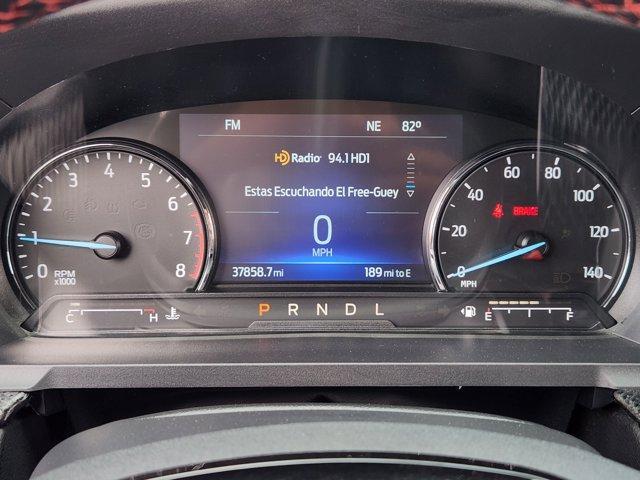 FM NE 82°
HD Radio 94.1 HD1
Estas Escuchando El Free-Guey
0
MPH
37858.7 mi 189 mi to E
0 1 2 3 4 5 6 7 8
RPM
x1000
0 20 40 60 80 100 120 140
MPH
BRAKE
C H
P R N D L
E F